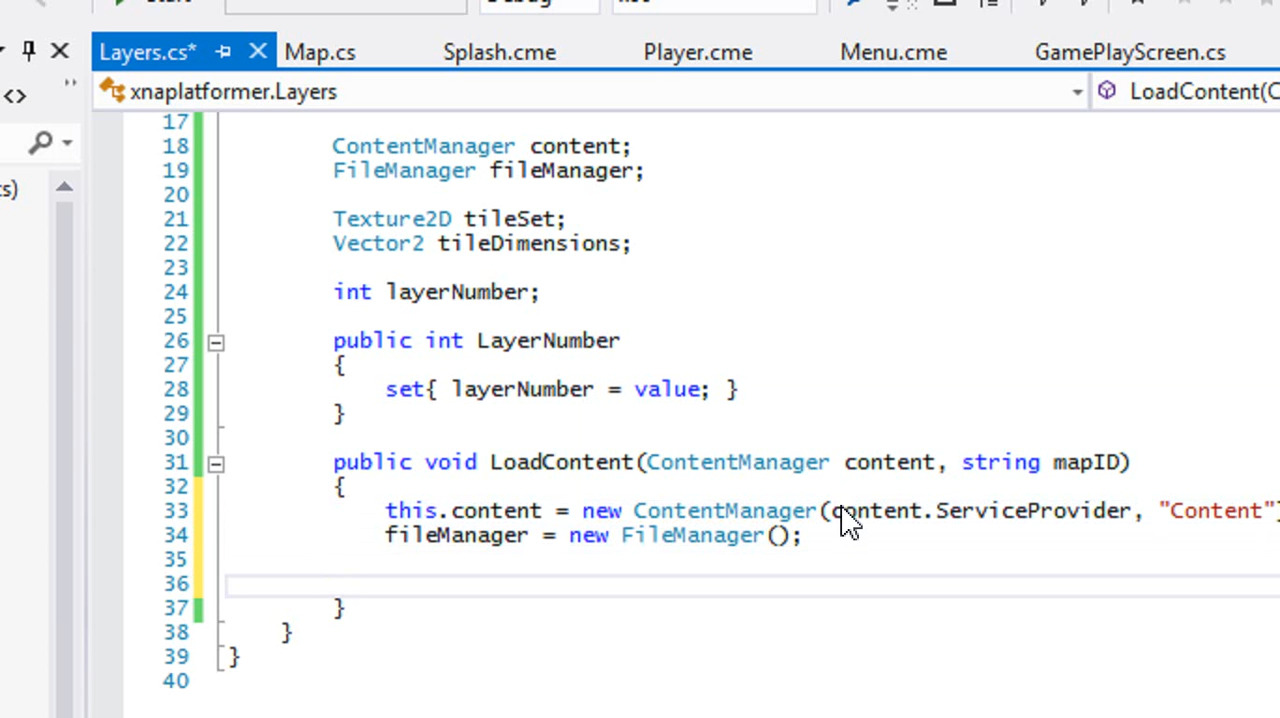 Layers.cs* Map.cs Splash.cme Player.cme Menu.cme GamePlayScreen.cs
xnaplatformer.Layers LoadContent(C
17
18 ContentManager content;
19 FileManager fileManager;
20
21 Texture2D tileSet;
22 Vector2 tileDimensions;
23
24 int layerNumber;
25
26 public int LayerNumber
27 {
28 set{ layerNumber = value; }
29 }
30
31 public void LoadContent(ContentManager content, string mapID)
32 {
33 this.content = new ContentManager(content.ServiceProvider, "Content")
34 fileManager = new FileManager();
35
36
37 }
38 }
39 }
40